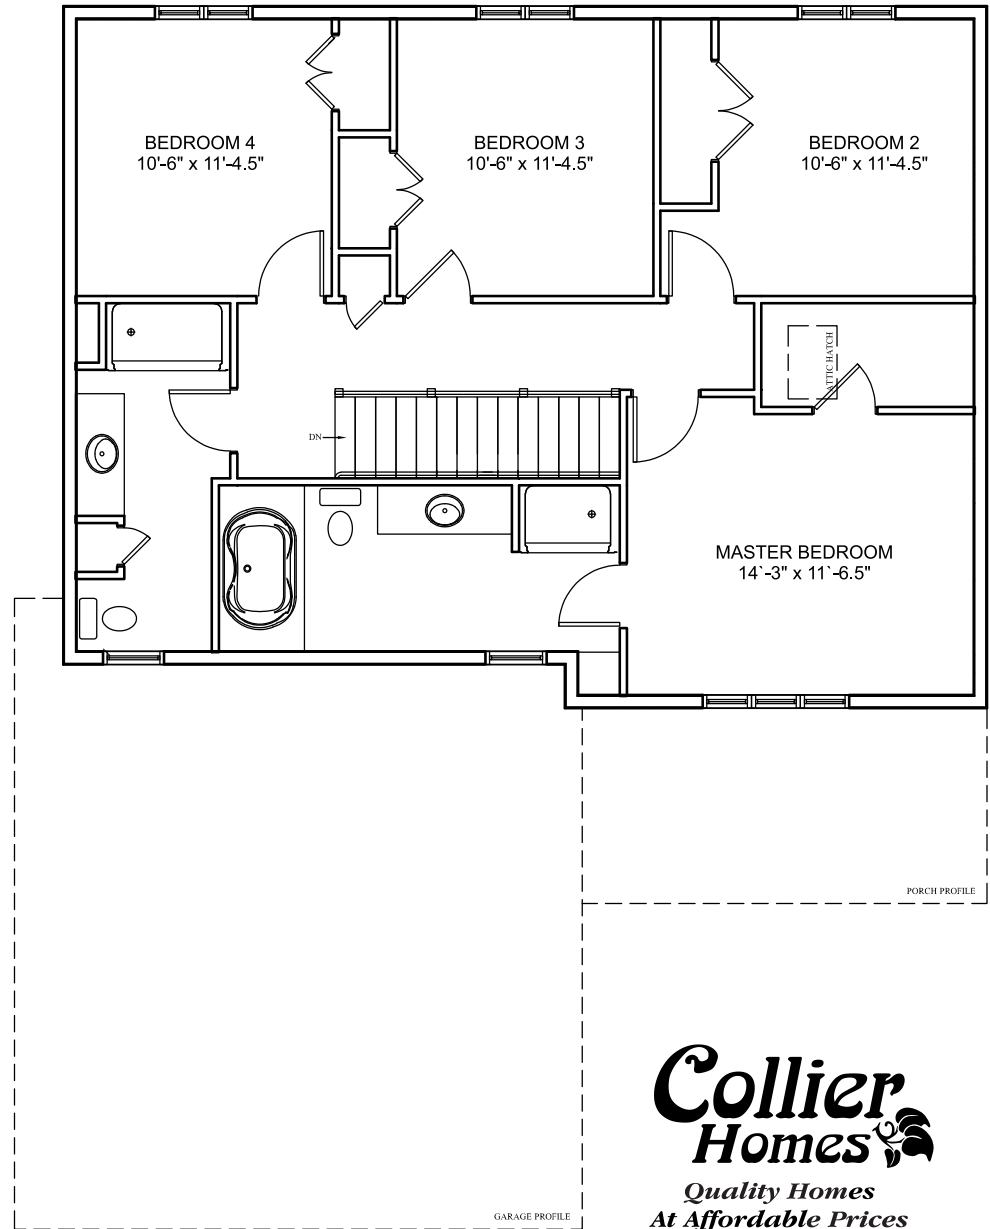 BEDROOM 4
10'-6" x 11'-4.5"
BEDROOM 3
10'-6" x 11'-4.5"
BEDROOM 2
10'-6" x 11'-4.5"
ATTIC HATCH
DN
MASTER BEDROOM
14`-3" x 11`-6.5"
PORCH PROFILE
GARAGE PROFILE
Collier
Homes
Quality Homes
At Affordable Prices